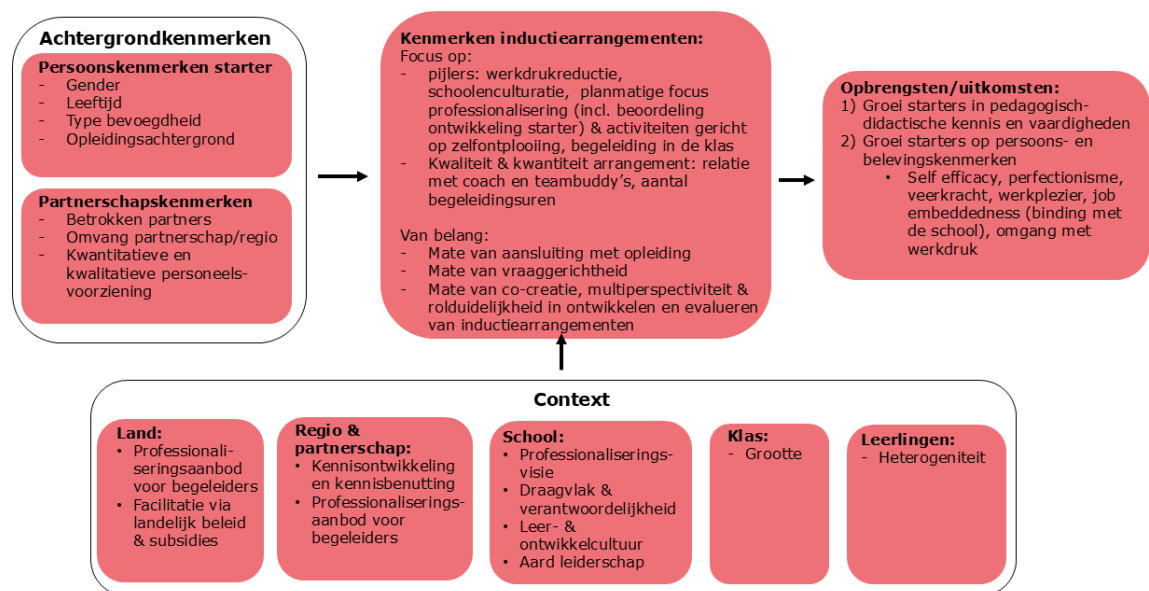 Achtergrondkenmerken
Persoonskenmerken starter
- Gender
- Leeftijd
- Type bevoegdheid
- Opleidingsachtergrond
Partnerschapskenmerken
- Betrokken partners
- Omvang partnerschap/regio
- Kwantitatieve en
kwalitatieve personeels-
voorziening
Kenmerken inductiearrangementen:
Focus op:
- pijlers: werkdrukreductie,
schoolenculturatie, planmatige focus
professionalisering (incl. beoordeling
ontwikkeling starter) & activiteiten gericht
op zelfontplooiing, begeleiding in de klas
- Kwaliteit & kwantiteit arrangement: relatie
met coach en teambuddy’s, aantal
begeleidingsuren
Van belang:
- Mate van aansluiting met opleiding
- Mate van vraaggerichtheid
- Mate van co-creatie, multiperspectiviteit &
rolduidelijkheid in ontwikkelen en evalueren
van inductiearrangementen
Opbrengsten/uitkomsten:
1) Groei starters in pedagogisch-
didactische kennis en vaardigheden
2) Groei starters op persoons- en
belevingskenmerken
• Self efficacy, perfectionisme,
veerkracht, werkplezier, job
embeddedness (binding met
de school), omgang met
werkdruk
Context
Land:
• Professionali-
seringsaanbod
voor begeleiders
• Facilitatie via
landelijk beleid
& subsidies
Regio &
partnerschap:
• Kennisontwikkeling
en kennisbenutting
• Professionaliserings-
aanbod voor
begeleiders
School:
• Professionaliserings-
visie
• Draagvlak &
verantwoordelijkheid
• Leer- &
ontwikkelcultuur
• Aard leiderschap
Klas:
- Grootte
Leerlingen:
- Heterogeniteit